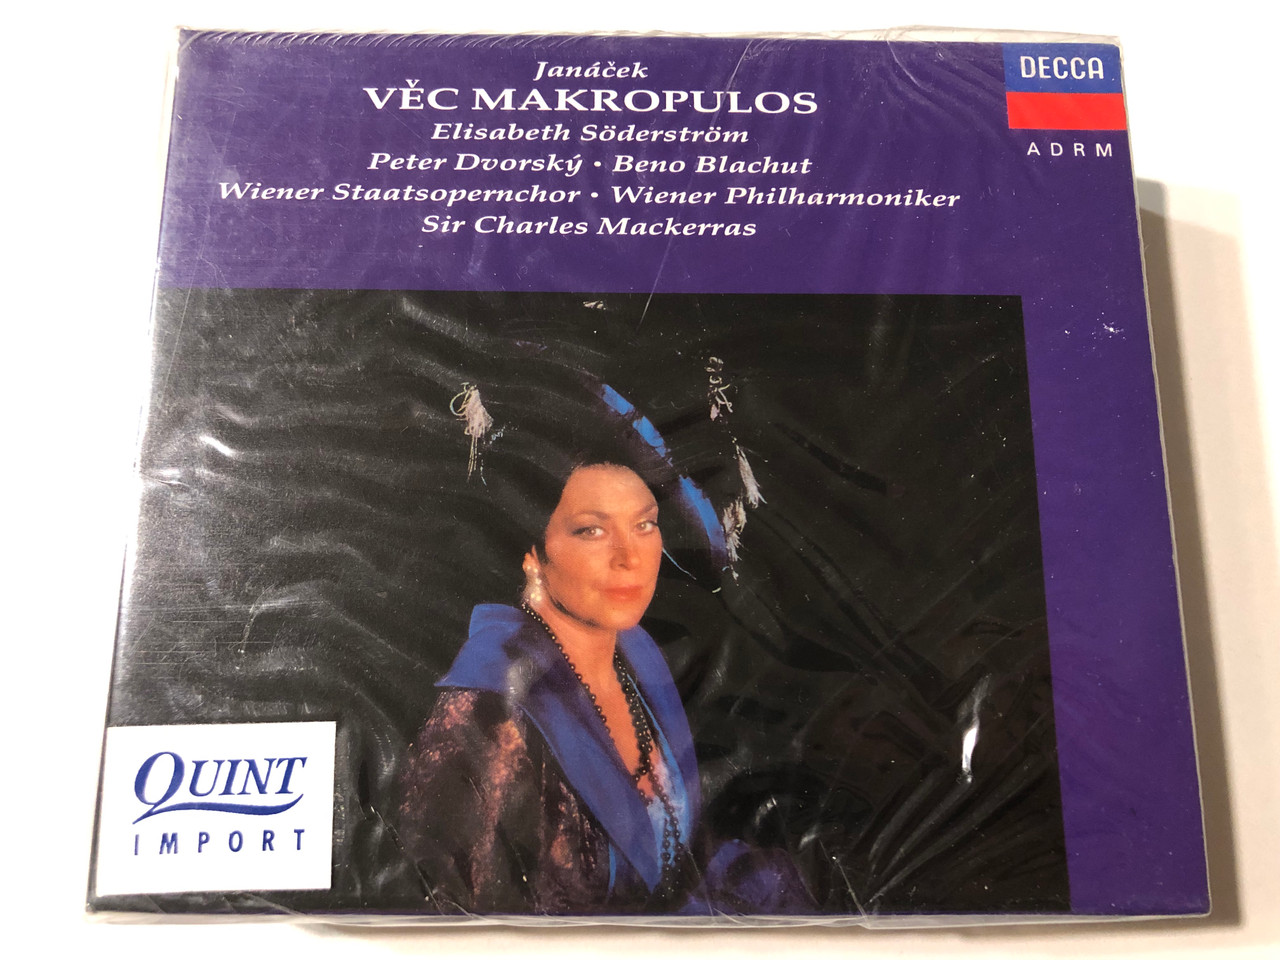 Janáček
VĚC MAKROPULOS
Elisabeth Söderström
Peter Dvorský • Beno Blachut
Wiener Staatsopernchor • Wiener Philharmoniker
Sir Charles Mackerras
DECCA
ADRM
QUINT
IMPORT